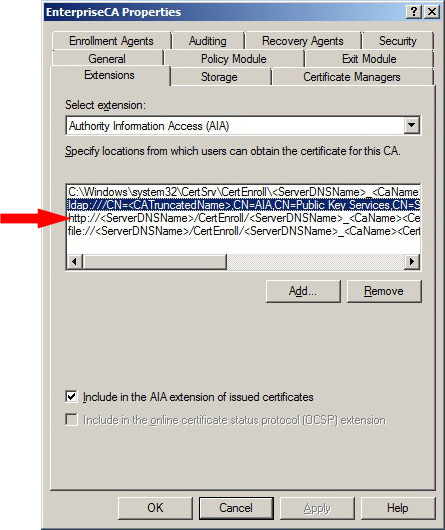 EnterpriseCA Properties
Enrollment Agents Auditing Recovery Agents Security
General Policy Module Exit Module
Extensions Storage Certificate Managers
Select extension:
Authority Information Access (AIA)
Specify locations from which users can obtain the certificate for this CA.
C:\Windows\system32\CertSrv\CertEnroll\<ServerDNSName>_<CaName
ldap:///CN=<CATruncatedName>,CN=AIA,CN=Public Key Services,CN=S
http://<ServerDNSName>/CertEnroll/<ServerDNSName>_<CaName><Ce
file://<ServerDNSName>/CertEnroll/<ServerDNSName>_<CaName><Cert
Add... Remove
Include in the AIA extension of issued certificates
Include in the online certificate status protocol (OCSP) extension
OK Cancel Apply Help